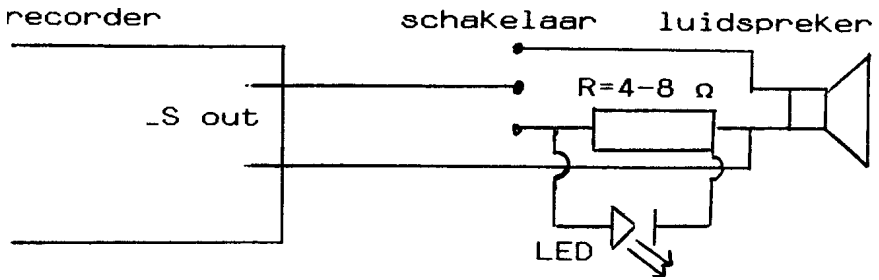 recorder
schakelaar
luidspreker
R=4-8 Ω
_S out
LED